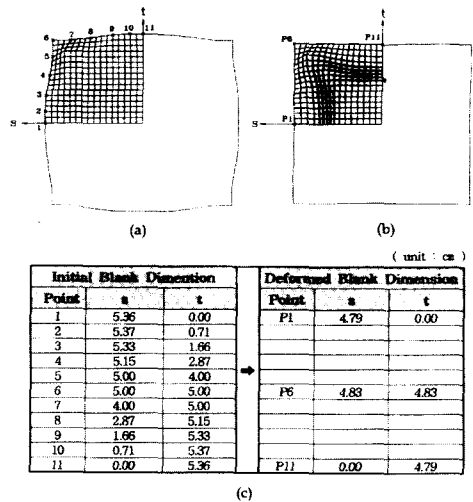 t
11
10
9
8
7
6
5
4
3
2
1
S
(a)
t
P6
P11
P1
S
(b)
( unit : cm )
Initial Blank Dimention
Point s t
1 5.36 0.00
2 5.37 0.71
3 5.33 1.66
4 5.15 2.87
5 5.00 4.00
6 5.00 5.00
7 4.00 5.00
8 2.87 5.15
9 1.66 5.33
10 0.71 5.37
11 0.00 5.36
Deformed Blank Dimension
Point s t
P1 4.79 0.00
P6 4.83 4.83
P11 0.00 4.79
(c)